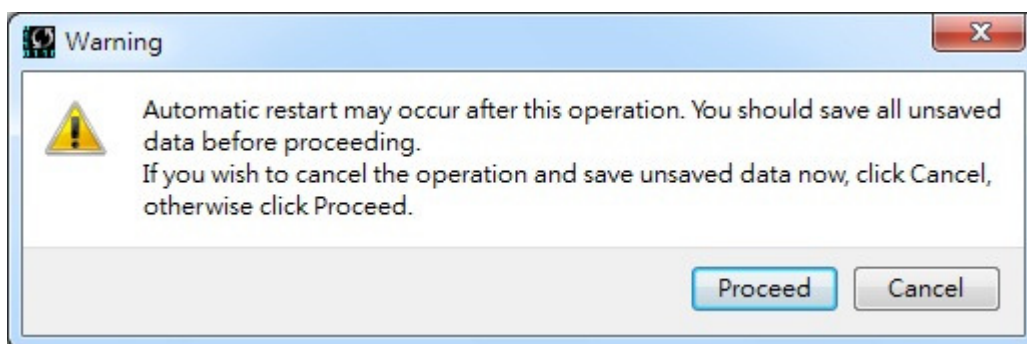 Warning
Automatic restart may occur after this operation. You should save all unsaved
data before proceeding.
If you wish to cancel the operation and save unsaved data now, click Cancel,
otherwise click Proceed.
Proceed
Cancel